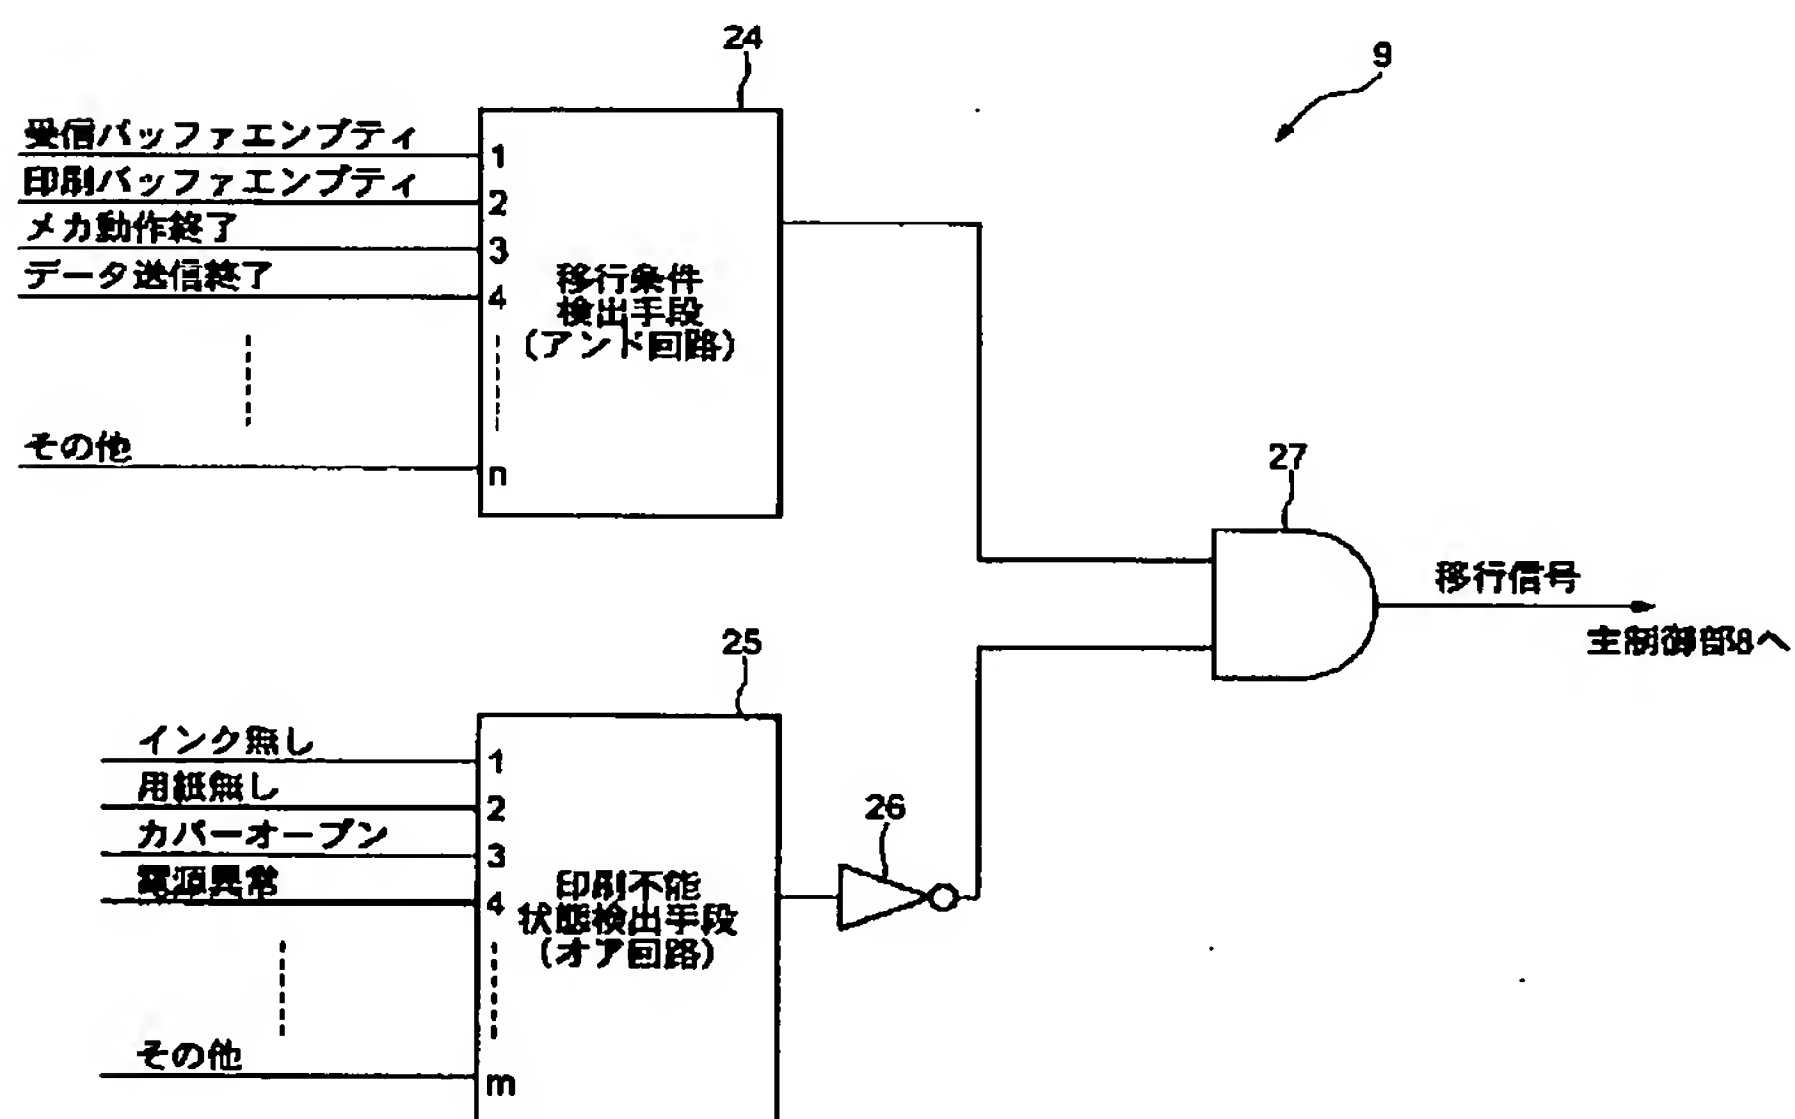 24
9
受信バッファエンプティ
1
印刷バッファエンプティ
2
メカ動作終了
3
データ送信終了
4
移行条件
検出手段
(アンド回路)
その他
n
27
移行信号
主制御部8へ
25
インク無し
1
用紙無し
2
カバーオープン
3
電源異常
4
26
印刷不能
状態検出手段
(オア回路)
その他
m